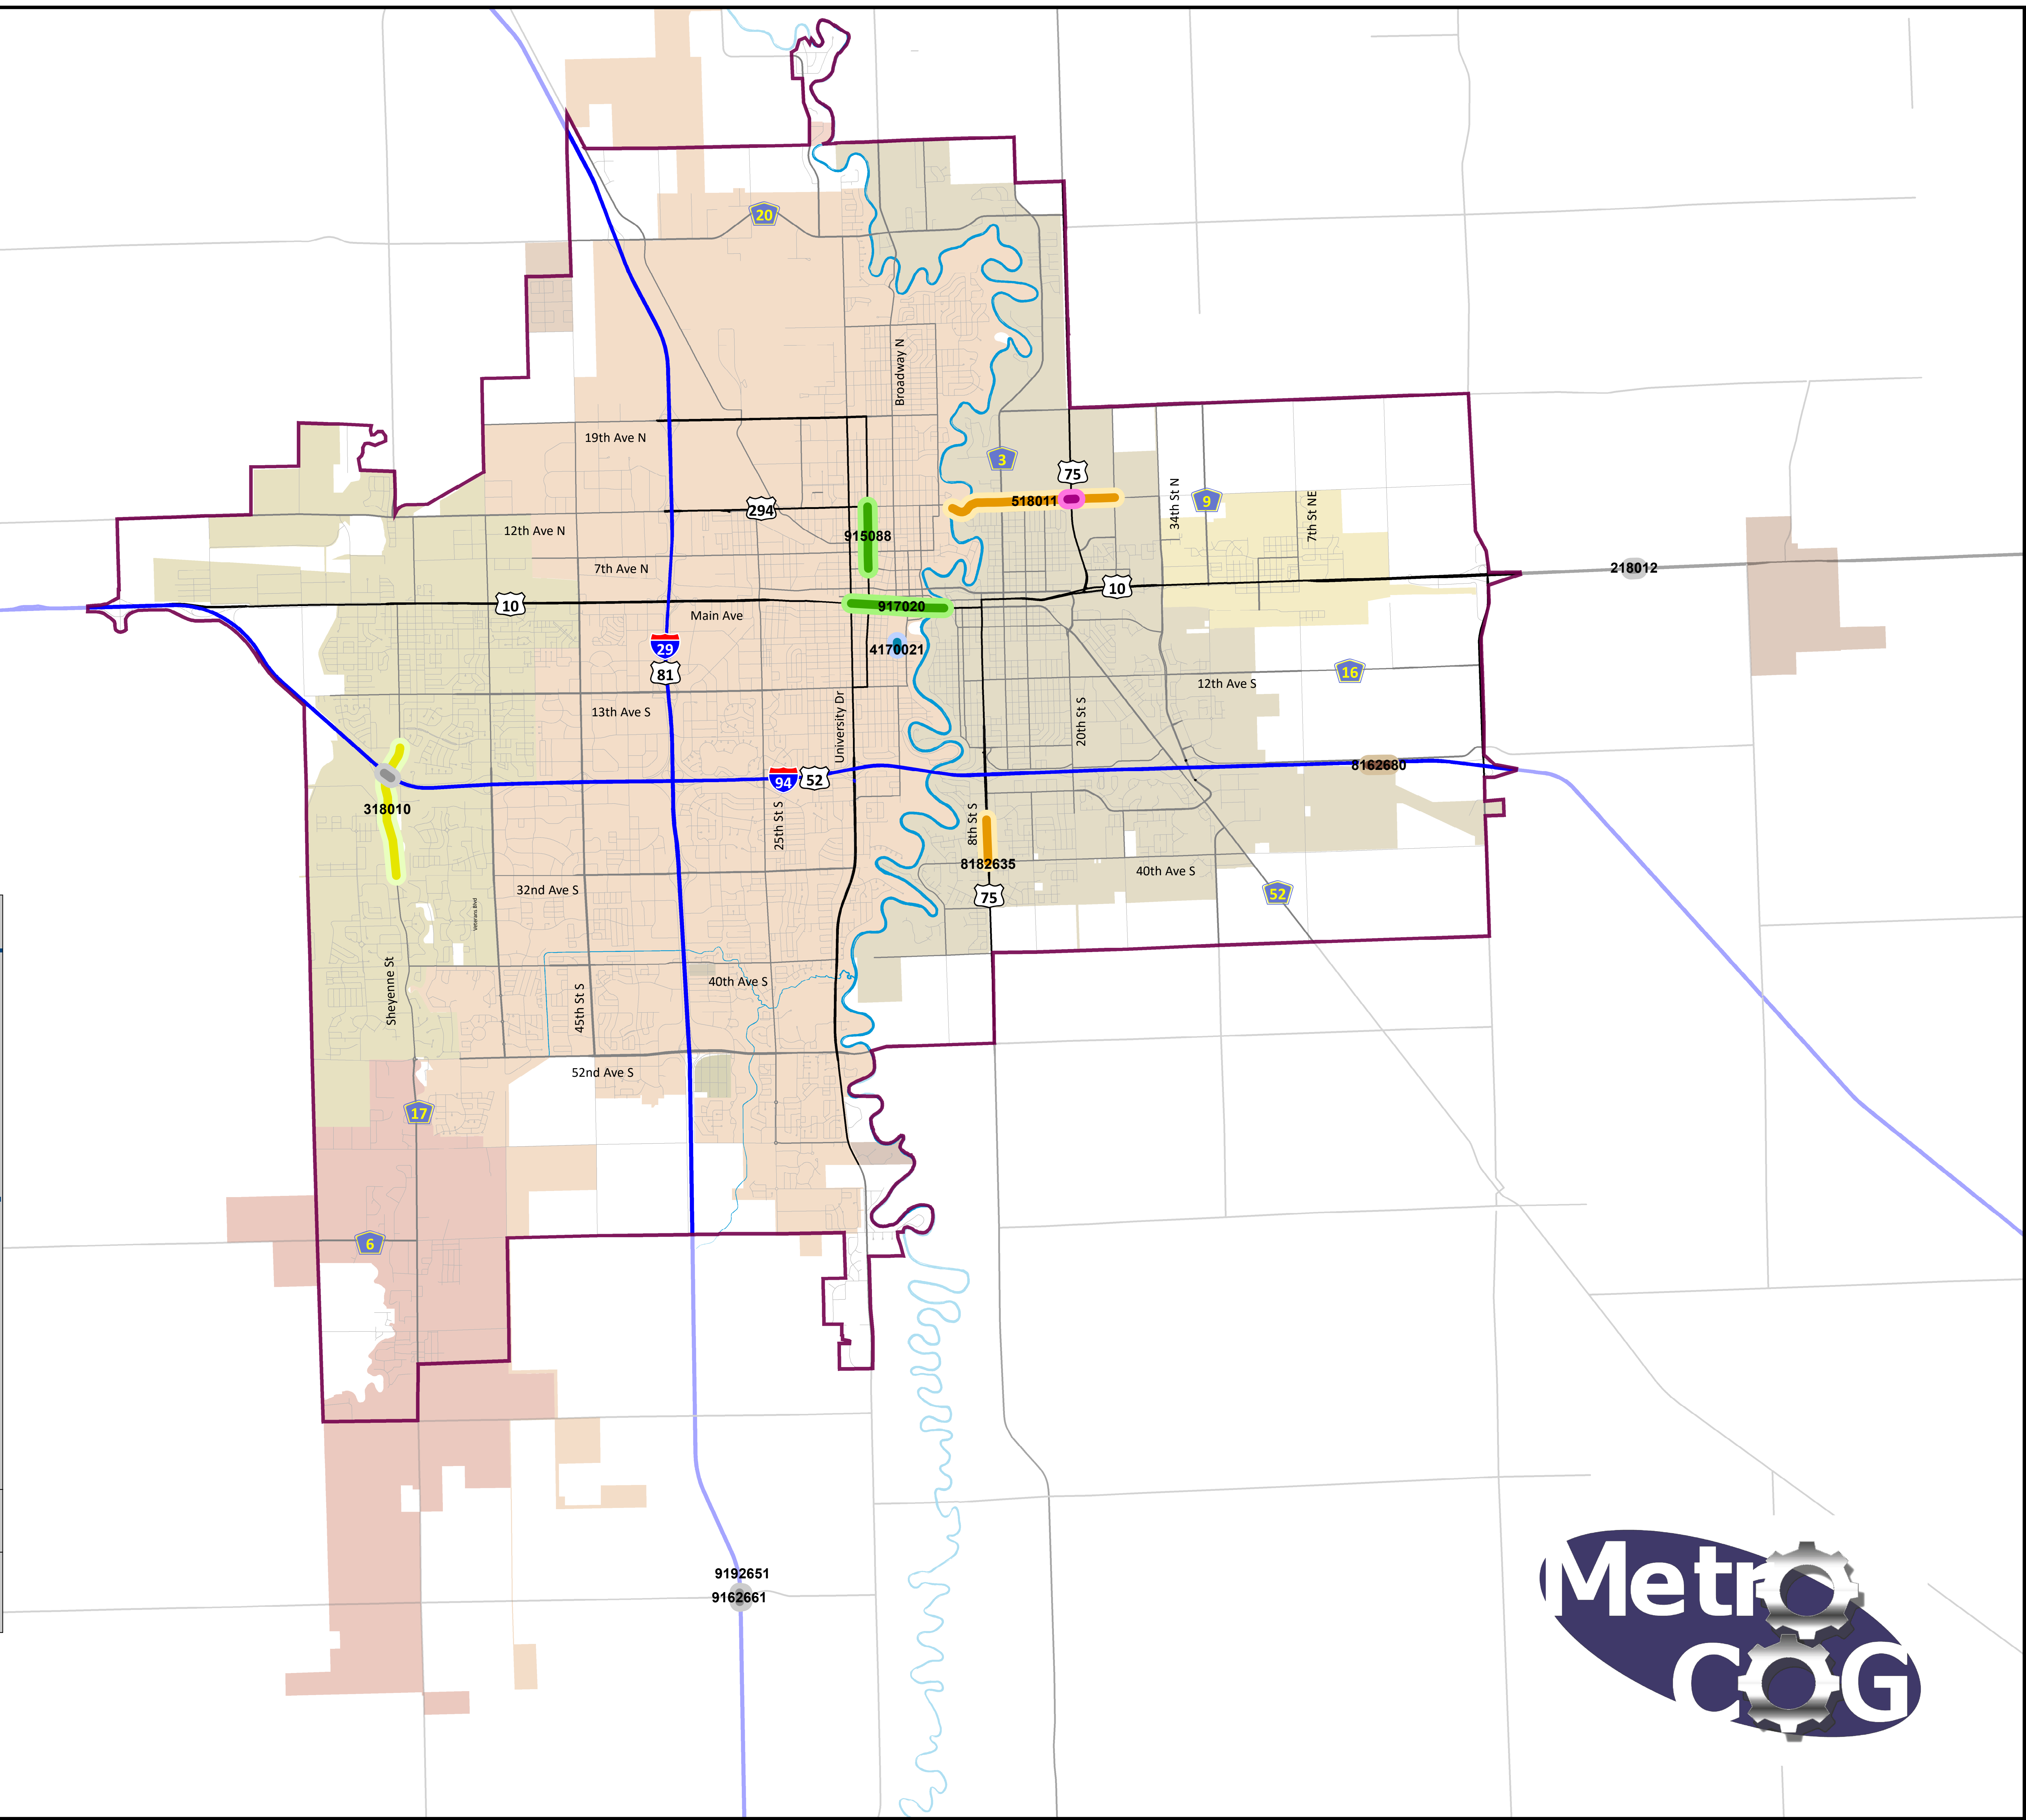 20
Broadway N
19th Ave N
3
75
294
518011
34th St N
9
7th St NE
12th Ave N
915088
7th Ave N
218012
10
10
917020
Main Ave
29
4170021
81
16
12th Ave S
13th Ave S
University Dr
20th St S
94
52
8162680
318010
25th St S
8th St S
8182635
40th Ave S
32nd Ave S
75
52
Veterans Blvd
Sheyenne St
45th St S
40th Ave S
52nd Ave S
17
6
9192651
9162661
Metro
COG